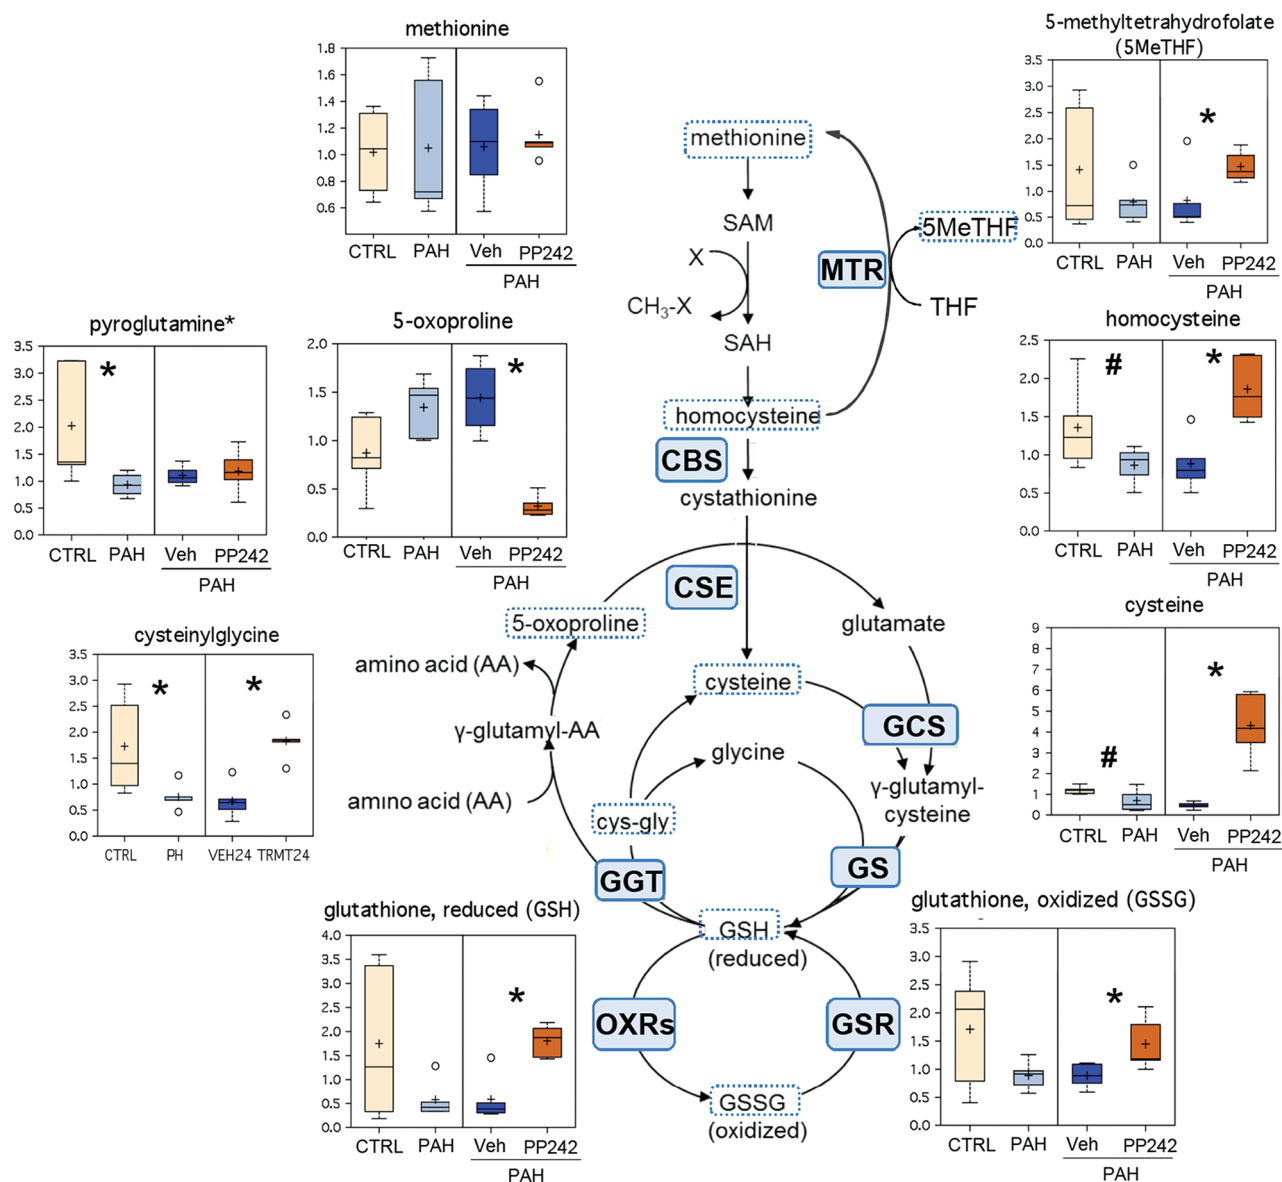 methionine
1.8
1.6
1.4
1.2
1.0
0.8
0.6
CTRL PAH Veh PP242
PAH
5-methyltetrahydrofolate
(5MeTHF)
3.5
3.0
2.5
2.0
1.5
1.0
0.5
0.0
*
CTRL PAH Veh PP242
PAH
methionine
SAM
X
CH3-X
SAH
MTR
5MeTHF
THF
homocysteine
CBS
cystathionine
CSE
pyroglutamine*
3.5
3.0
2.5
2.0
1.5
1.0
0.5
0.0
*
CTRL PAH Veh PP242
PAH
5-oxoproline
2.0
1.5
1.0
0.5
0.0
*
CTRL PAH Veh PP242
PAH
homocysteine
2.5
2.0
1.5
1.0
0.5
0.0
# *
CTRL PAH Veh PP242
PAH
cysteinylglycine
3.5
3.0
2.5
2.0
1.5
1.0
0.5
0.0
* *
CTRL PH VEH24 TRMT24
5-oxoproline
glutamate
amino acid (AA)
cysteine
γ-glutamyl-AA
GCS
glycine
amino acid (AA)
γ-glutamyl-
cysteine
cys-gly
GGT
GS
GSH
(reduced)
OXRs
GSR
GSSG
(oxidized)
cysteine
9
8
7
6
5
4
3
2
1
0
# *
CTRL PAH Veh PP242
PAH
glutathione, reduced (GSH)
4.0
3.5
3.0
2.5
2.0
1.5
1.0
0.5
0.0
*
CTRL PAH Veh PP242
PAH
glutathione, oxidized (GSSG)
3.5
3.0
2.5
2.0
1.5
1.0
0.5
0.0
*
CTRL PAH Veh PP242
PAH